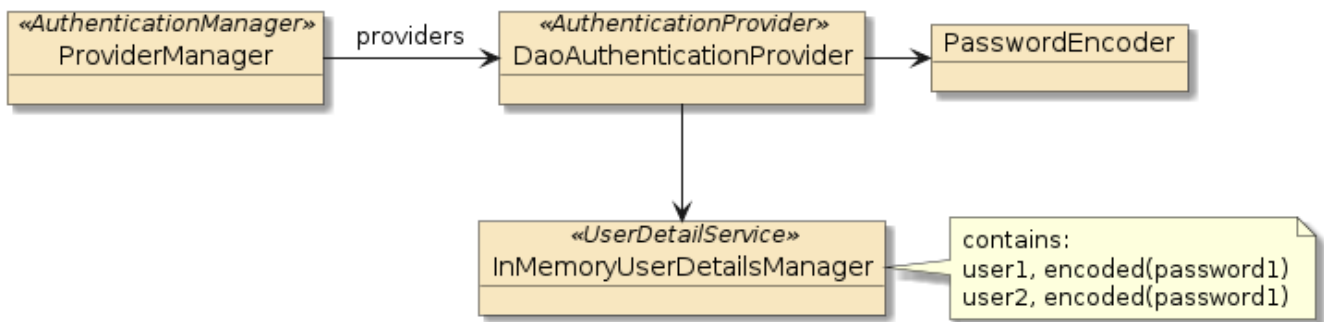 «AuthenticationManager»
ProviderManager
providers
«AuthenticationProvider»
DaoAuthenticationProvider
PasswordEncoder
«UserDetailService»
InMemoryUserDetailsManager
contains:
user1, encoded(password1)
user2, encoded(password1)